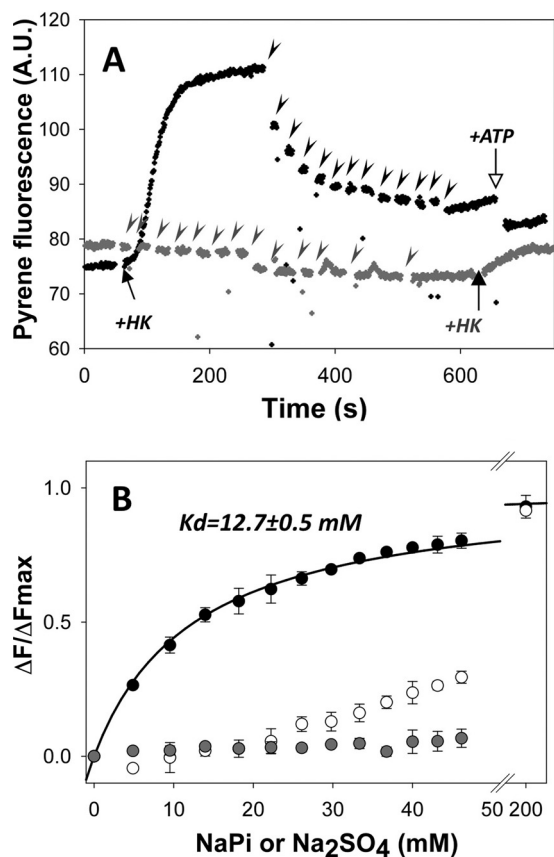 A
Pyrene fluorescence (A.U.)
120
110
100
90
80
70
60
+ATP
+HK
+HK
0
200
400
600
Time (s)
B
Kd=12.7±0.5 mM
ΔF/ΔFmax
1.0
0.5
0.0
0
10
20
30
40
50
200
NaPi or Na₂SO₄ (mM)